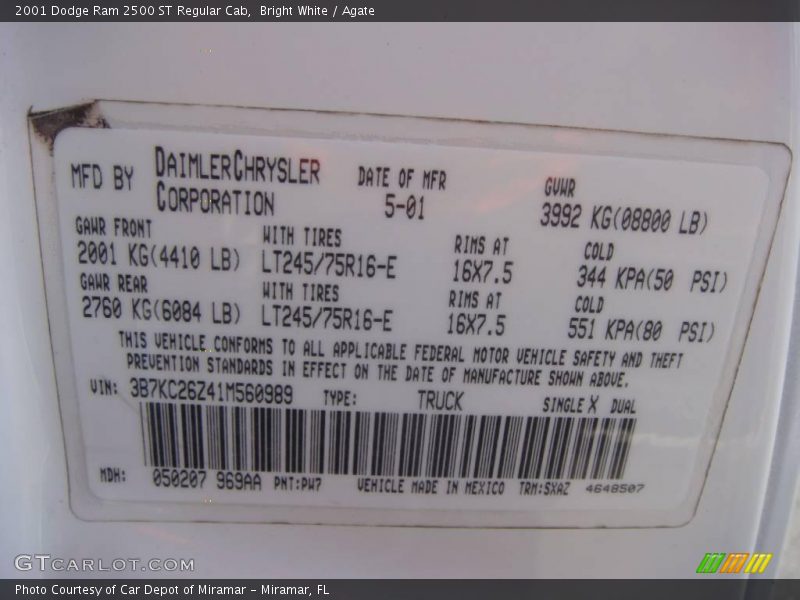 2001 Dodge Ram 2500 ST Regular Cab, Bright White / Agate
MFD BY DAIMLERCHRYSLER CORPORATION
DATE OF MFR 5-01
GVWR 3992 KG(08800 LB)
GAWR FRONT WITH TIRES RIMS AT COLD
2001 KG(4410 LB) LT245/75R16-E 16X7.5 344 KPA(50 PSI)
GAWR REAR WITH TIRES RIMS AT COLD
2760 KG(6084 LB) LT245/75R16-E 16X7.5 551 KPA(80 PSI)
THIS VEHICLE CONFORMS TO ALL APPLICABLE FEDERAL MOTOR VEHICLE SAFETY AND THEFT
PREVENTION STANDARDS IN EFFECT ON THE DATE OF MANUFACTURE SHOWN ABOVE.
VIN: 3B7KC26Z41M560989 TYPE: TRUCK SINGLE X DUAL
MDH: 050207 969AA PNT:PW7 VEHICLE MADE IN MEXICO TRM:SXAZ 4648507
GTCARLOT.COM
Photo Courtesy of Car Depot of Miramar - Miramar, FL